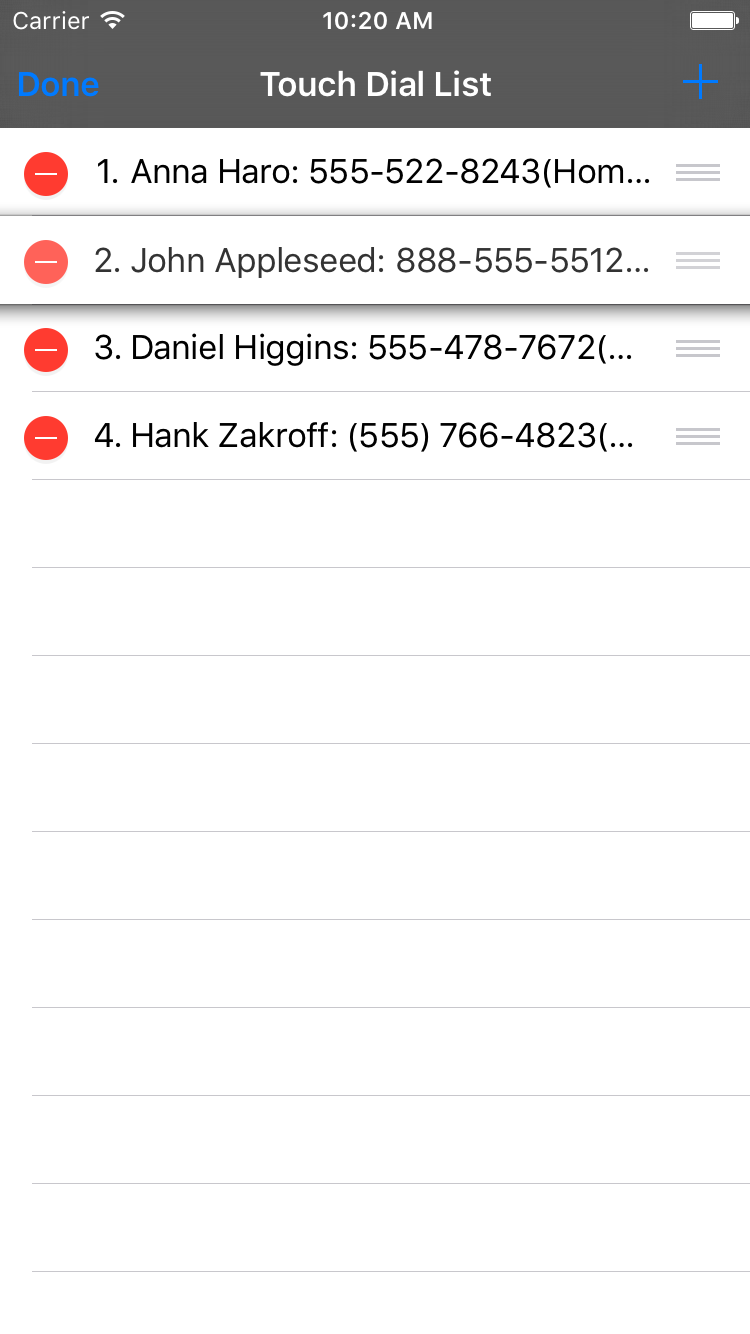 Carrier 10:20 AM
Done Touch Dial List
1. Anna Haro: 555-522-8243(Hom...
2. John Appleseed: 888-555-5512...
3. Daniel Higgins: 555-478-7672(...
4. Hank Zakroff: (555) 766-4823(...